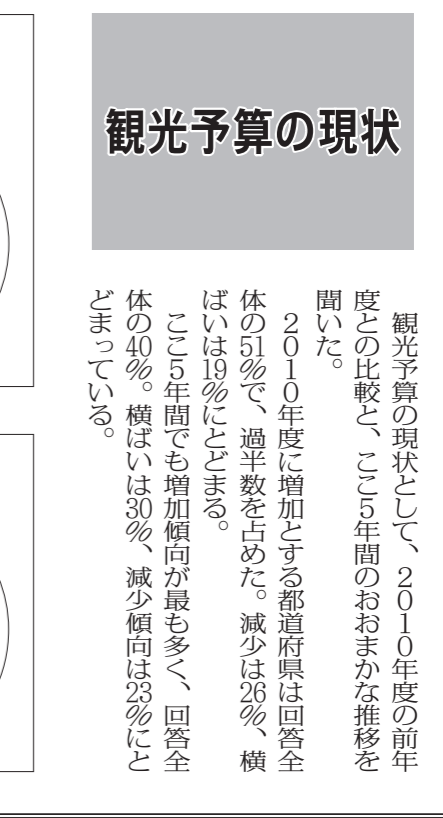 観光予算の現状
観光予算の現状として、２０１０年度の前年
度との比較と、ここ５年間のおおまかな推移を
聞いた。
２０１０年度に増加とする都道府県は回答全
体の51％で、過半数を占めた。減少は26％、横
ばいは19％にとどまる。
ここ５年間でも増加傾向が最も多く、回答全
体の40％。横ばいは30％、減少傾向は23％にと
どまっている。